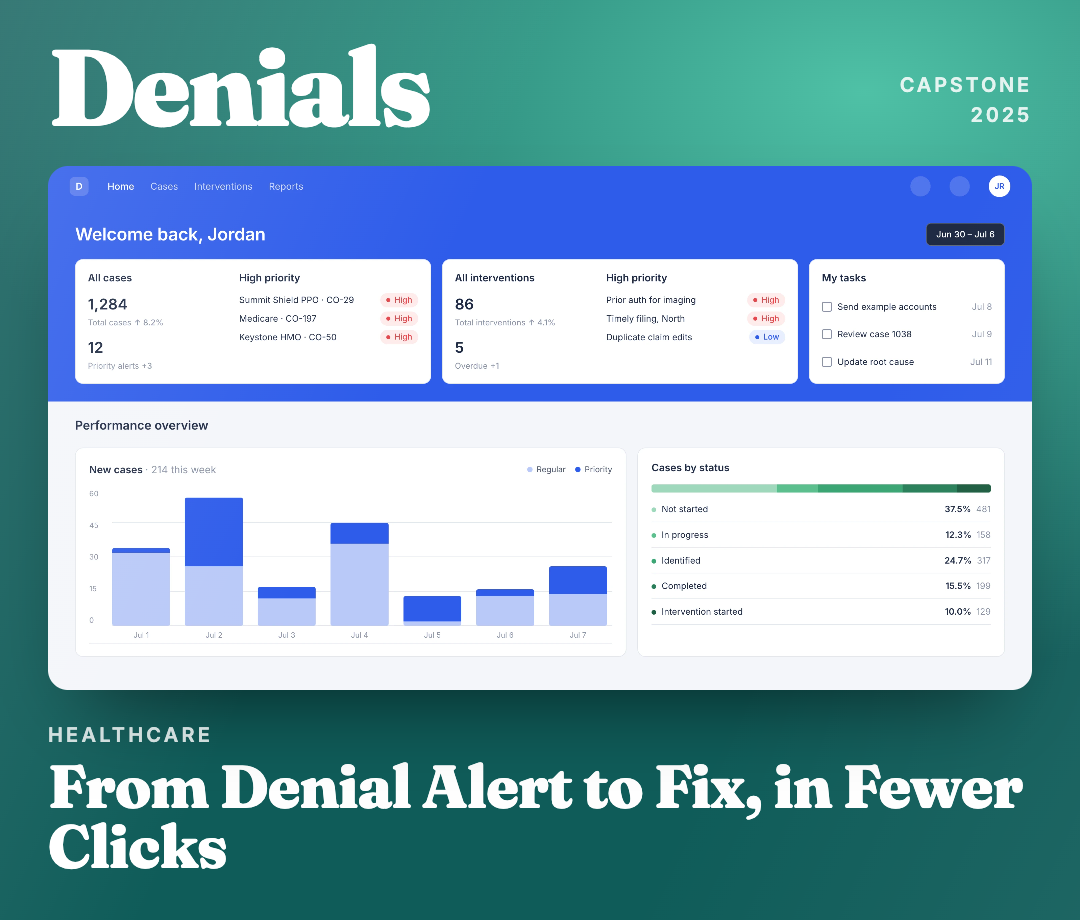 Denials
CAPSTONE
2025
D Home Cases Interventions Reports JR
Welcome back, Jordan
Jun 30 – Jul 6
All cases
1,284
Total cases ↑ 8.2%
12
Priority alerts +3
High priority
Summit Shield PPO · CO-29 High
Medicare · CO-197 High
Keystone HMO · CO-50 High
All interventions
86
Total interventions ↑ 4.1%
5
Overdue +1
High priority
Prior auth for imaging High
Timely filing, North High
Duplicate claim edits Low
My tasks
Send example accounts Jul 8
Review case 1038 Jul 9
Update root cause Jul 11
Performance overview
New cases · 214 this week
Regular Priority
60
45
30
15
0
Jul 1 Jul 2 Jul 3 Jul 4 Jul 5 Jul 6 Jul 7
Cases by status
Not started 37.5% 481
In progress 12.3% 158
Identified 24.7% 317
Completed 15.5% 199
Intervention started 10.0% 129
HEALTHCARE
From Denial Alert to Fix, in Fewer
Clicks